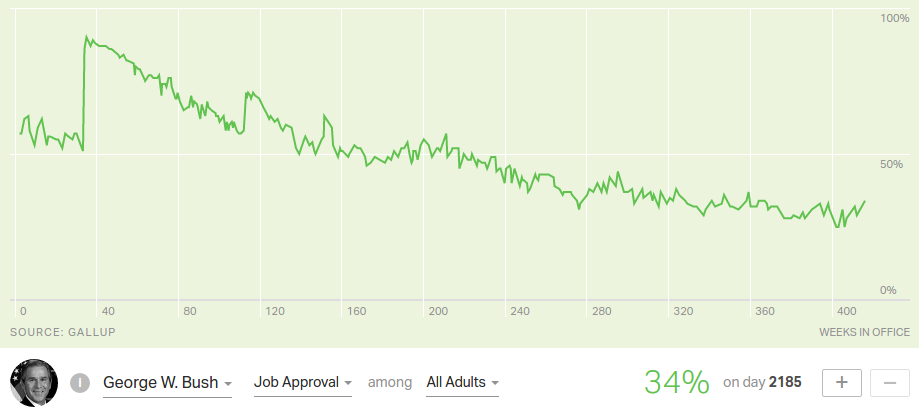 100%
50%
0%
0 40 80 120 160 200 240 280 320 360 400
SOURCE: GALLUP WEEKS IN OFFICE
I George W. Bush Job Approval among All Adults 34% on day 2185 + −